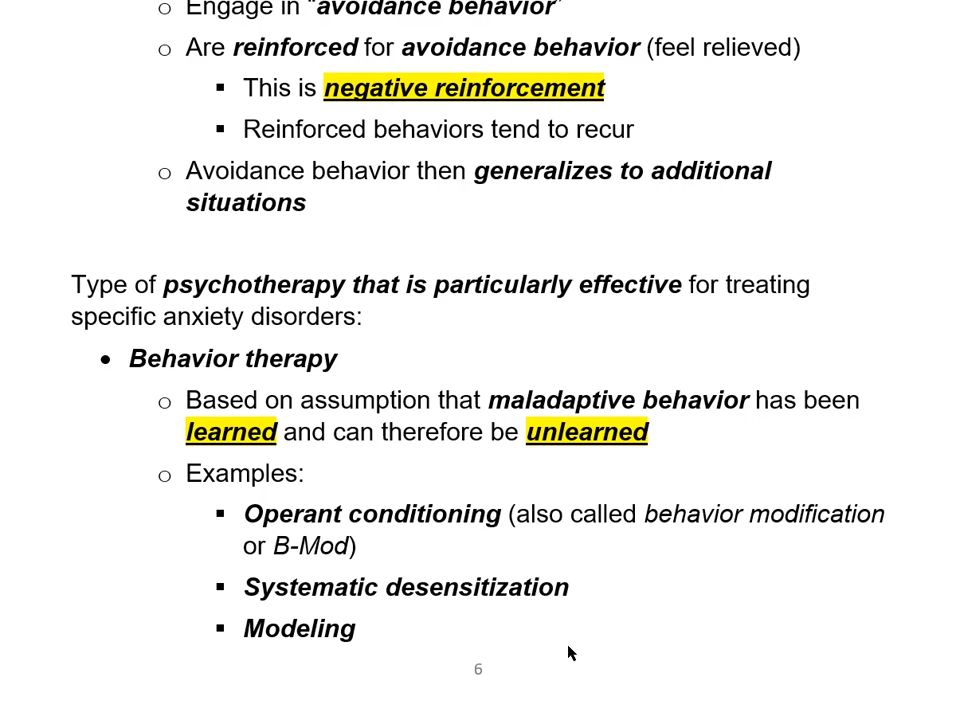 o Engage in "avoidance behavior"
o Are reinforced for avoidance behavior (feel relieved)
▪ This is negative reinforcement
▪ Reinforced behaviors tend to recur
o Avoidance behavior then generalizes to additional
situations
Type of psychotherapy that is particularly effective for treating
specific anxiety disorders:
• Behavior therapy
o Based on assumption that maladaptive behavior has been
learned and can therefore be unlearned
o Examples:
▪ Operant conditioning (also called behavior modification
or B-Mod)
▪ Systematic desensitization
▪ Modeling
6